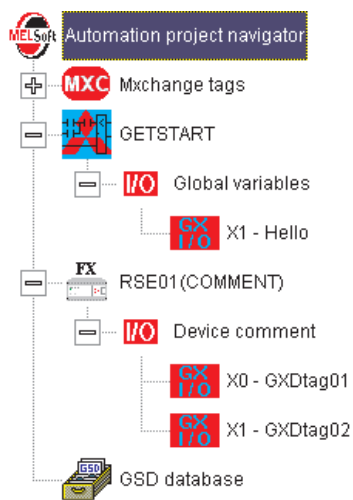 MELSoft Automation project navigator
MXC Mxchange tags
GETSTART
I/O Global variables
GX I/O X1 - Hello
FX RSE01(COMMENT)
I/O Device comment
GX I/O X0 - GXDtag01
GX I/O X1 - GXDtag02
GSD GSD database